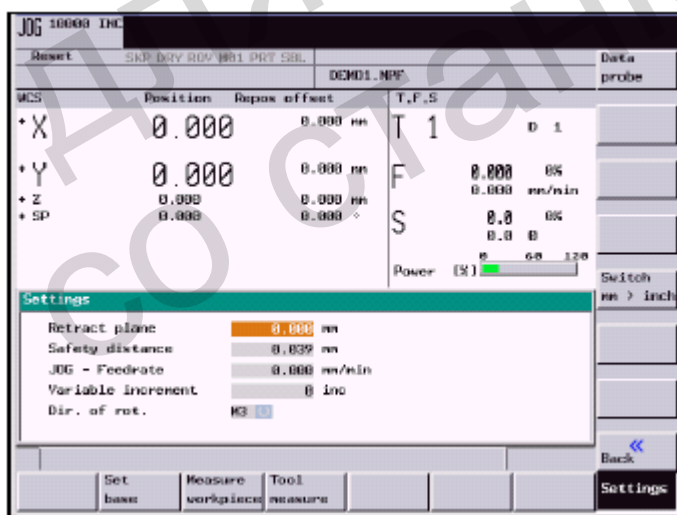 JOG 10000 INC
Reset SKP DRY ROV M01 PRT SBL
DEMO1.NPF
Data probe
WCS Position Repos offset T,F,S
+ X 0.000 0.000 mm T 1 D 1
+ Y 0.000 0.000 mm F 0.000 0%
0.000 mm/min
+ Z 0.000 0.000 mm
+ SP 0.000 0.000 ° S 0.0 0%
0.0 0
0 60 120
Power [%]
Switch mm > inch
Settings
Retract plane 0.000 mm
Safety distance 0.039 mm
JOG - Feedrate 0.000 mm/min
Variable increment 0 inc
Dir. of rot. M3
Back
Set base Measure workpiece Tool measure Settings
со стан